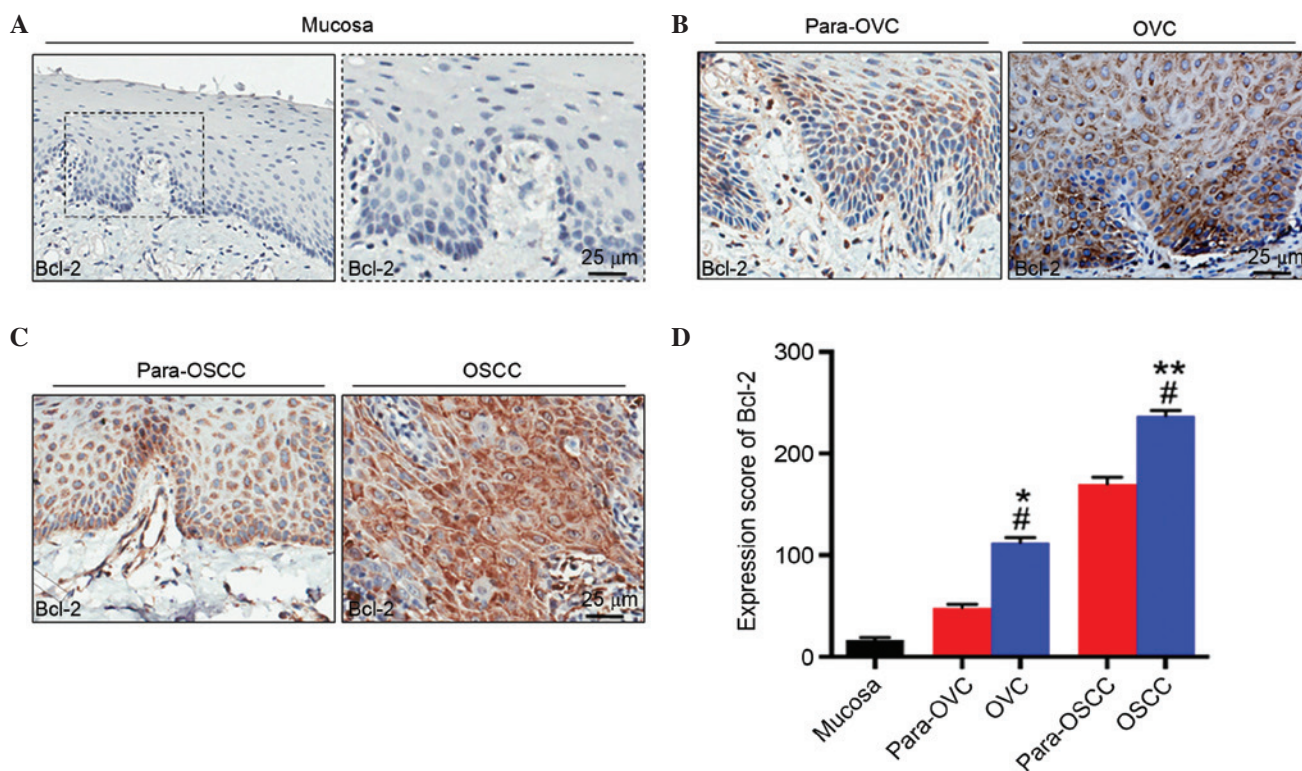 A
Mucosa
Bcl-2
Bcl-2
25 µm
B
Para-OVC
OVC
Bcl-2
Bcl-2
25 µm
C
Para-OSCC
OSCC
Bcl-2
Bcl-2
25 µm
D
Expression score of Bcl-2
300
200
100
0
*
#
**
#
Mucosa
Para-OVC
OVC
Para-OSCC
OSCC